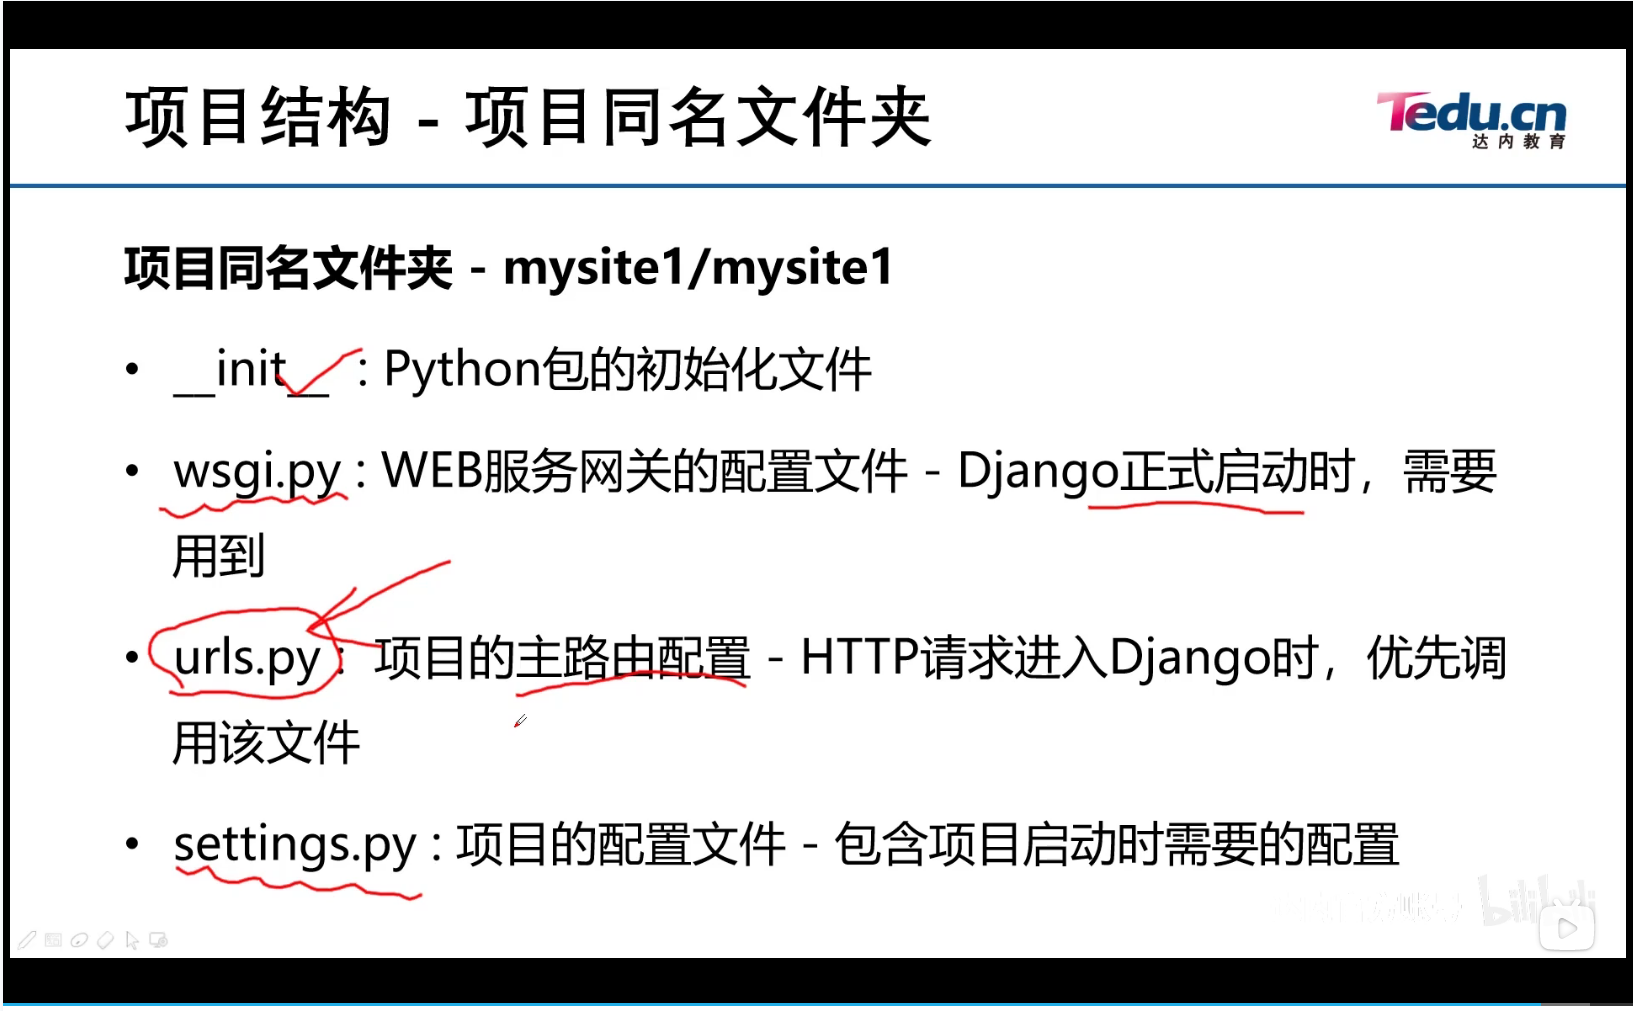 项目结构 - 项目同名文件夹
Tedu.cn
达内教育
项目同名文件夹 - mysite1/mysite1
• __init__ : Python包的初始化文件
• wsgi.py : WEB服务网关的配置文件 - Django正式启动时，需要
用到
• urls.py : 项目的主路由配置 - HTTP请求进入Django时，优先调
用该文件
• settings.py : 项目的配置文件 - 包含项目启动时需要的配置
bilibili